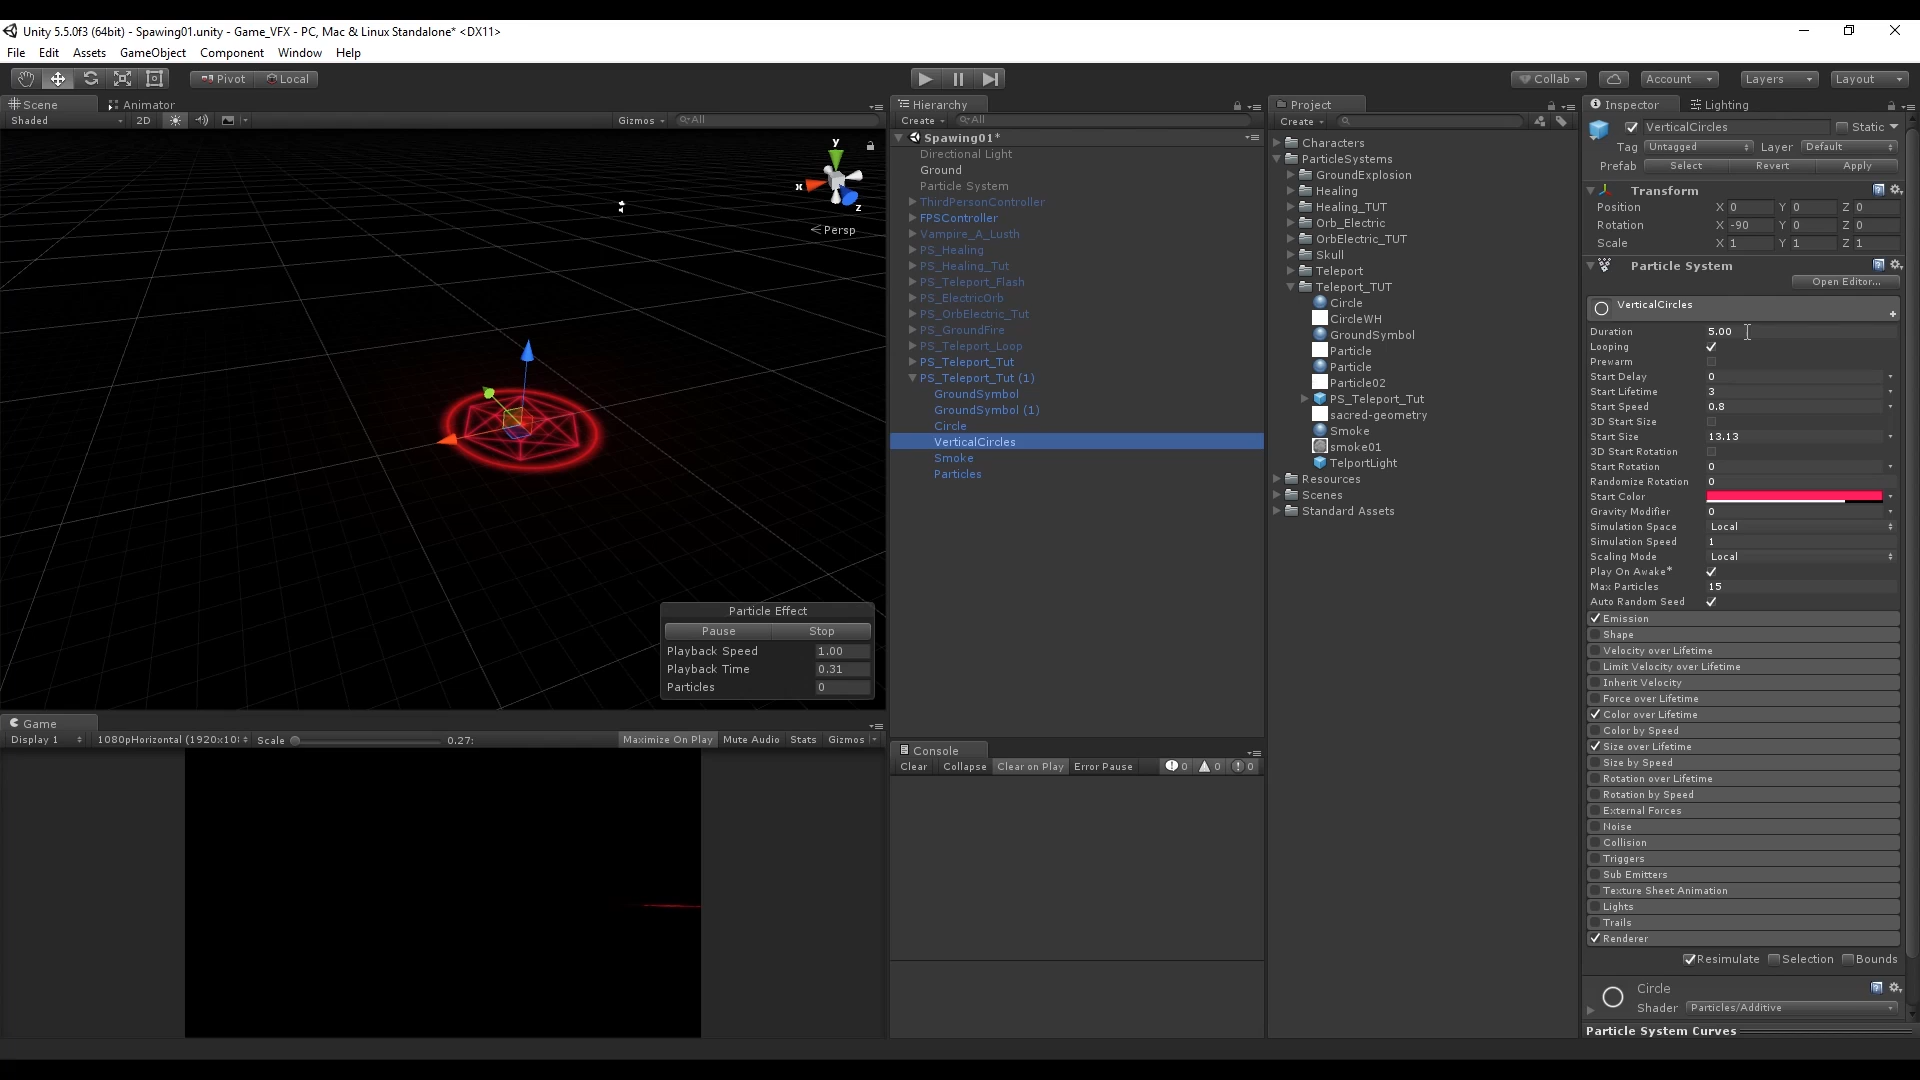 Unity 5.5.0f3 (64bit) - Spawing01.unity - Game_VFX - PC, Mac & Linux Standalone* <DX11>
File Edit Assets GameObject Component Window Help
Pivot Local Collab Account Layers Layout
Scene Animator
Shaded 2D Gizmos All
y
x
z
Persp
Particle Effect
Pause Stop
Playback Speed 1.00
Playback Time 0.31
Particles 0
Game
Display 1 1080pHorizontal (1920x10 Scale 0.27: Maximize On Play Mute Audio Stats Gizmos
Hierarchy
Create All
Spawing01*
Directional Light
Ground
Particle System
ThirdPersonController
FPSController
Vampire_A_Lusth
PS_Healing
PS_Healing_Tut
PS_Teleport_Flash
PS_ElectricOrb
PS_OrbElectric_Tut
PS_GroundFire
PS_Teleport_Loop
PS_Teleport_Tut
PS_Teleport_Tut (1)
GroundSymbol
GroundSymbol (1)
Circle
VerticalCircles
Smoke
Particles
Console
Clear Collapse Clear on Play Error Pause 0 0 0
Project
Create
Characters
ParticleSystems
GroundExplosion
Healing
Healing_TUT
Orb_Electric
OrbElectric_TUT
Skull
Teleport
Teleport_TUT
Circle
CircleWH
GroundSymbol
Particle
Particle
Particle02
PS_Teleport_Tut
sacred-geometry
Smoke
smoke01
TelportLight
Resources
Scenes
Standard Assets
Inspector Lighting
VerticalCircles Static
Tag Untagged Layer Default
Prefab Select Revert Apply
Transform
Position X 0 Y 0 Z 0
Rotation X -90 Y 0 Z 0
Scale X 1 Y 1 Z 1
Particle System
Open Editor...
VerticalCircles
Duration 5.00
Looping
Prewarm
Start Delay 0
Start Lifetime 3
Start Speed 0.8
3D Start Size
Start Size 13.13
3D Start Rotation
Start Rotation 0
Randomize Rotation 0
Start Color
Gravity Modifier 0
Simulation Space Local
Simulation Speed 1
Scaling Mode Local
Play On Awake*
Max Particles 15
Auto Random Seed
Emission
Shape
Velocity over Lifetime
Limit Velocity over Lifetime
Inherit Velocity
Force over Lifetime
Color over Lifetime
Color by Speed
Size over Lifetime
Size by Speed
Rotation over Lifetime
Rotation by Speed
External Forces
Noise
Collision
Triggers
Sub Emitters
Texture Sheet Animation
Lights
Trails
Renderer
Resimulate Selection Bounds
Circle
Shader Particles/Additive
Particle System Curves